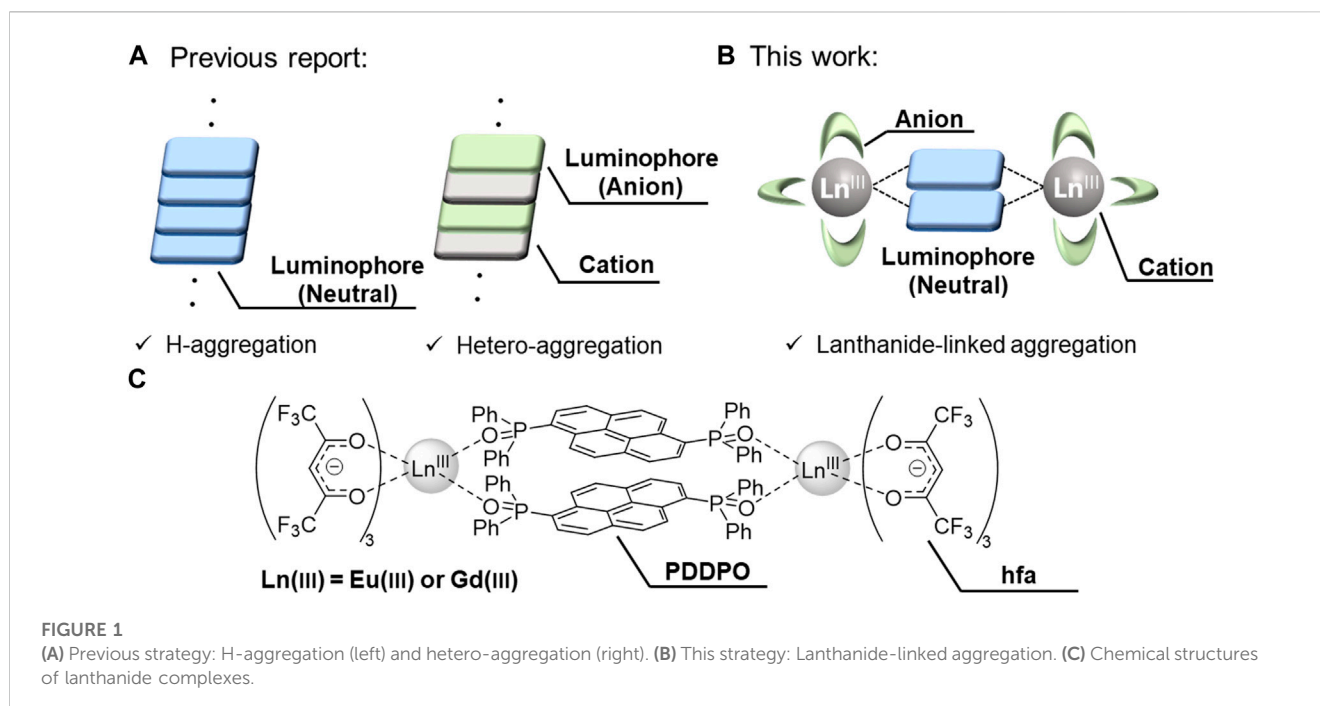 A Previous report:
B This work:
Luminophore
(Anion)
Cation
Luminophore
(Neutral)
Anion
Ln^III
Ln^III
Luminophore
(Neutral)
Cation
✓ H-aggregation
✓ Hetero-aggregation
✓ Lanthanide-linked aggregation
C
F₃C
O
O
F₃C
3
Ln^III
Ph
O=P
Ph
Ph
P=O
Ph
Ph
O=P
Ph
Ph
P=O
Ph
Ln^III
CF₃
O
O
CF₃
3
Ln(III) = Eu(III) or Gd(III)
PDDPO
hfa
FIGURE 1
(A) Previous strategy: H-aggregation (left) and hetero-aggregation (right). (B) This strategy: Lanthanide-linked aggregation. (C) Chemical structures
of lanthanide complexes.